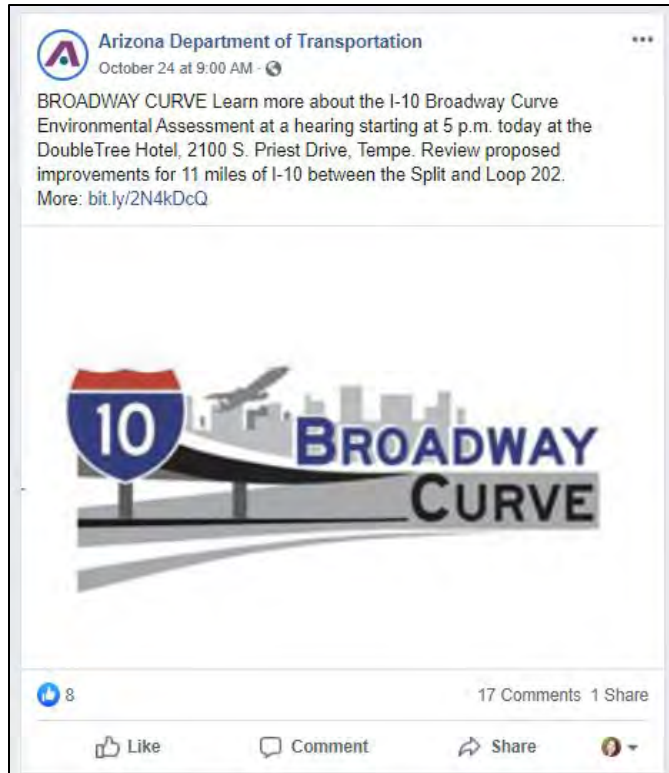 Arizona Department of Transportation
October 24 at 9:00 AM ·
BROADWAY CURVE Learn more about the I-10 Broadway Curve
Environmental Assessment at a hearing starting at 5 p.m. today at the
DoubleTree Hotel, 2100 S. Priest Drive, Tempe. Review proposed
improvements for 11 miles of I-10 between the Split and Loop 202.
More: bit.ly/2N4kDcQ
10
BROADWAY
CURVE
8
17 Comments 1 Share
Like Comment Share